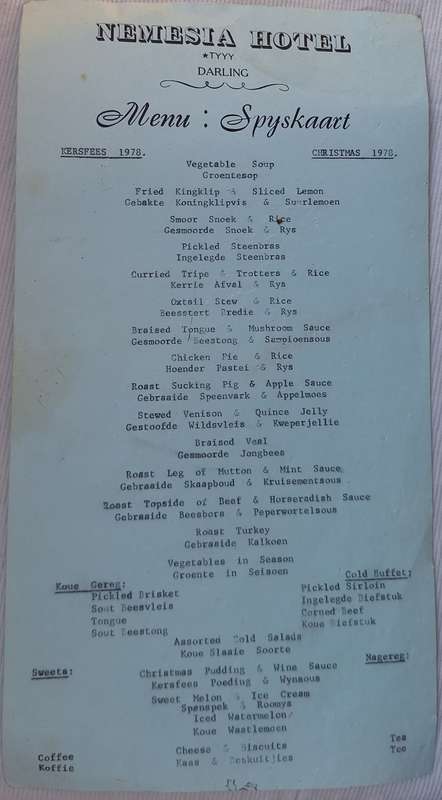 NEMESIA HOTEL
★TYYY
DARLING
Menu : Spyskaart
KERSFEES 1978. CHRISTMAS 1978.
Vegetable Soup
Groentesop
Fried Kingklip & Sliced Lemon
Gebakte Koningklipvis & Suurlemoen
Smoor Snoek & Rice
Gesmoorde Snoek & Rys
Pickled Steenbras
Ingelegde Steenbras
Curried Tripe & Trotters & Rice
Kerrie Afval & Rys
Oxtail Stew & Rice
Beesstert Bredie & Rys
Braised Tongue & Mushroom Sauce
Gesmoorde Beestong & Sampioensous
Chicken Pie & Rice
Hoender Pastei & Rys
Roast Sucking Pig & Apple Sauce
Gebraaide Speenvark & Appelmoes
Stewed Venison & Quince Jelly
Gestoofde Wildsvleis & Kweperjellie
Braised Veal
Gesmoorde Jongbees
Roast Leg of Mutton & Mint Sauce
Gebraaide Skaapboud & Kruisementsous
Roast Topside of Beef & Horseradish Sauce
Gebraaide Beesbors & Peperwortelsous
Roast Turkey
Gebraaide Kalkoen
Vegetables in Season
Groente in Seisoen
Koue Gereg: Cold Buffet:
Pickled Brisket Pickled Sirloin
Sout Beesvleis Ingelegde Biefstuk
Tongue Corned Beef
Sout Beestong Koue Biefstuk
Assorted Cold Salads
Koue Slaaie Soorte
Sweets: Nagereg:
Christmas Pudding & Wine Sauce
Kersfees Poeding & Wynsous
Sweet Melon & Ice Cream
Spanspek & Roomys
Iced Watermelon
Koue Waatlemoen
Cheese & Biscuits
Kaas & Beskuitjies
Coffee Tea
Koffie Tee